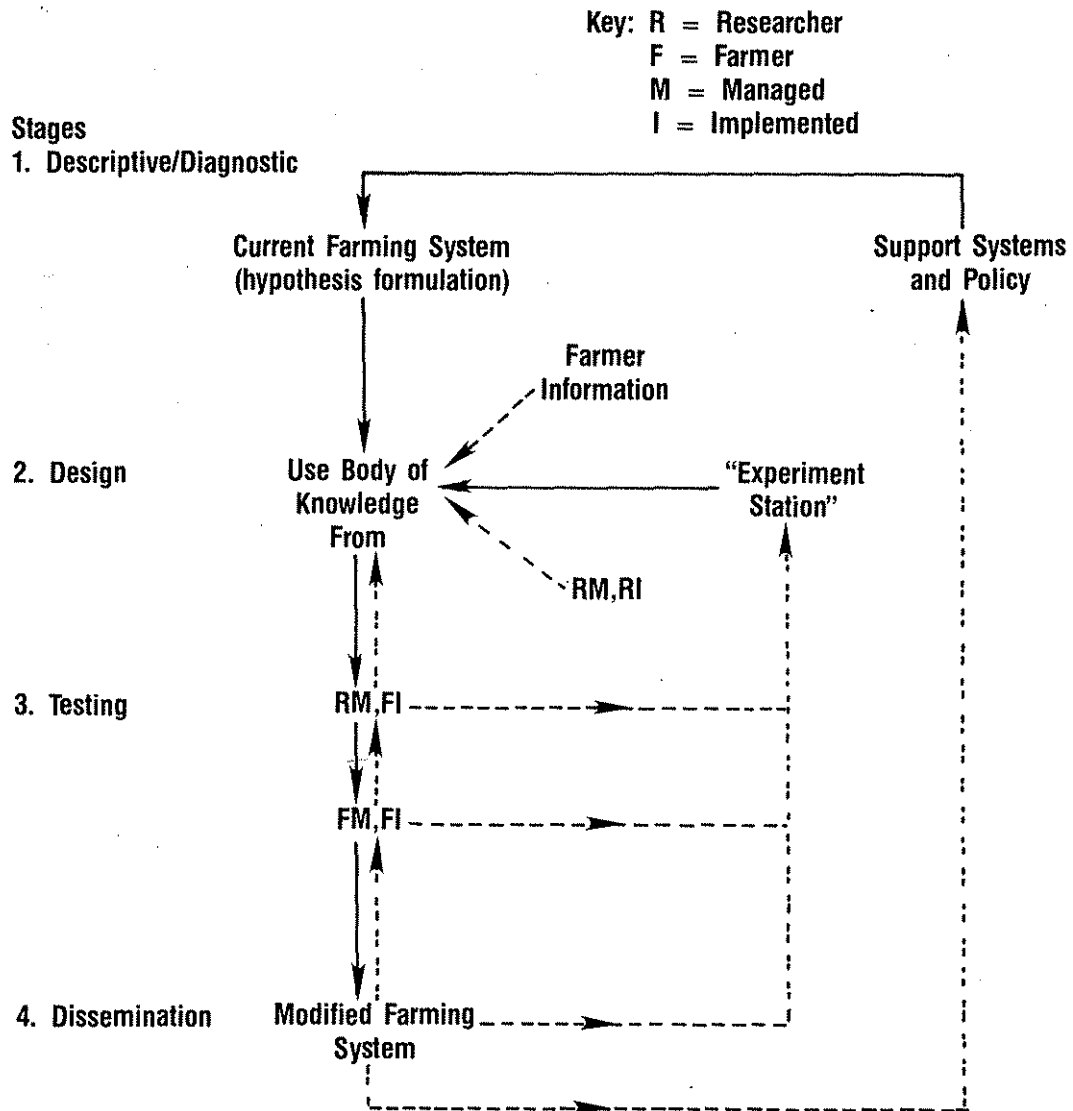 Key: R = Researcher
F = Farmer
M = Managed
I = Implemented
Stages
1. Descriptive/Diagnostic
Current Farming System
(hypothesis formulation)
Support Systems
and Policy
Farmer
Information
2. Design
Use Body of
Knowledge
From
“Experiment
Station”
RM,RI
3. Testing
RM,FI
FM,FI
4. Dissemination
Modified Farming
System